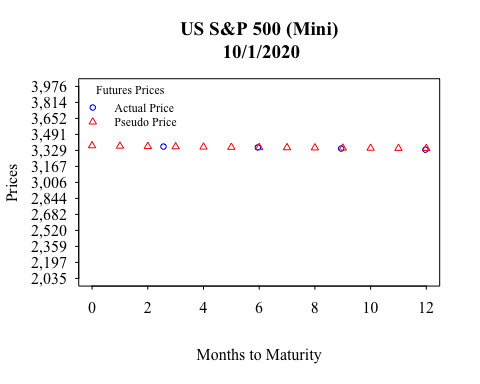 US S&P 500 (Mini)
10/1/2020
Futures Prices
Actual Price
Pseudo Price
Prices
3,976
3,814
3,652
3,491
3,329
3,167
3,006
2,844
2,682
2,520
2,359
2,197
2,035
0 2 4 6 8 10 12
Months to Maturity